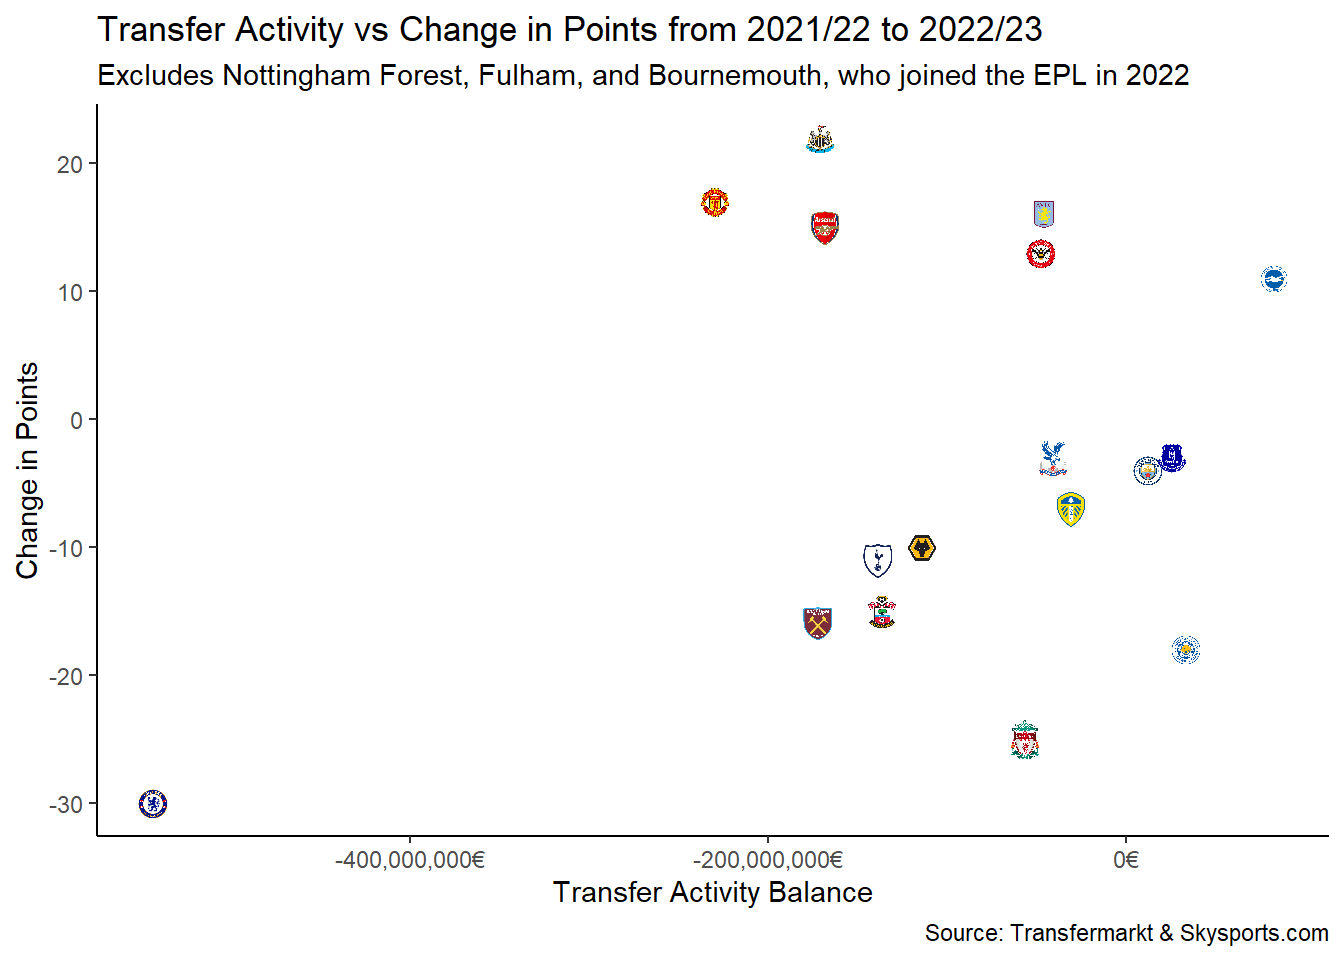 Transfer Activity vs Change in Points from 2021/22 to 2022/23
Excludes Nottingham Forest, Fulham, and Bournemouth, who joined the EPL in 2022
Change in Points
20
10
0
-10
-20
-30
Arsenal
-400,000,000€
-200,000,000€
0€
Transfer Activity Balance
Source: Transfermarkt & Skysports.com